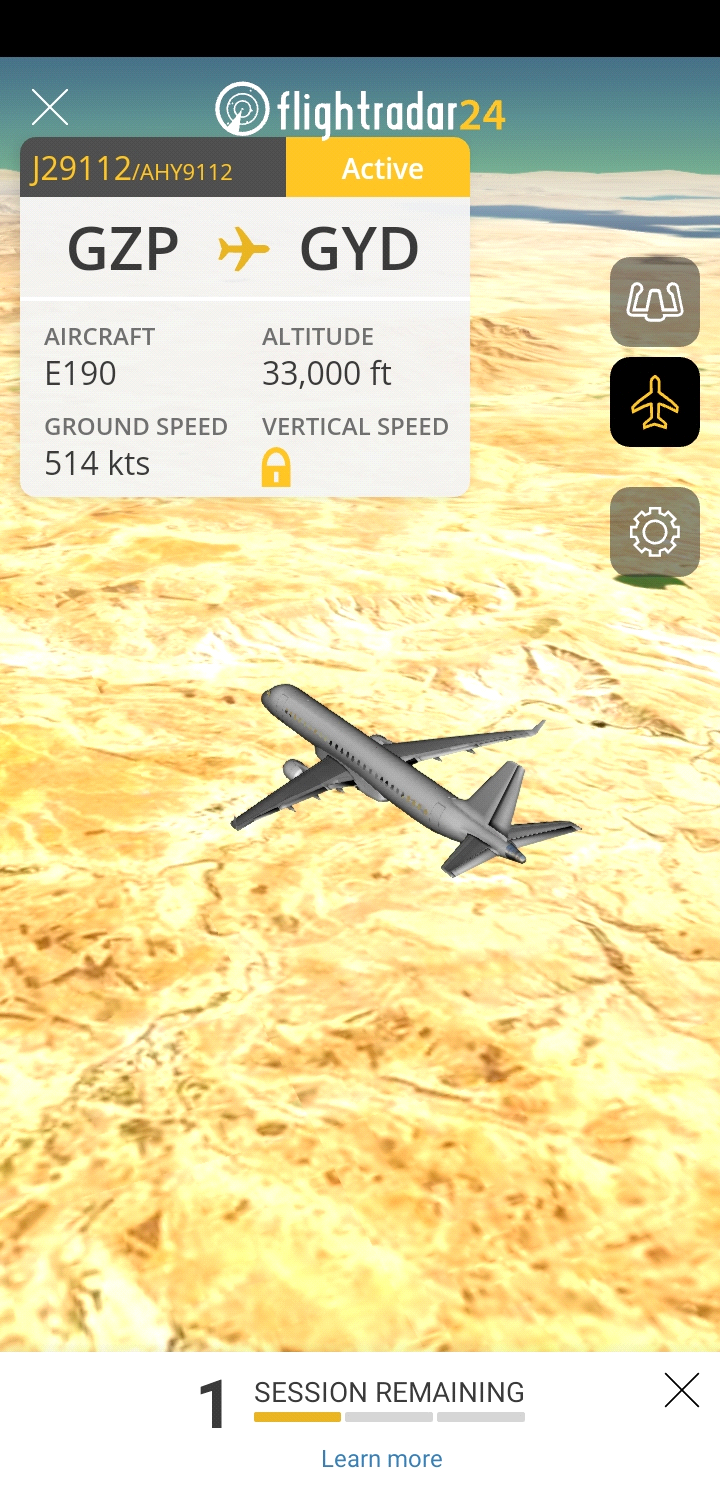 flightradar24
J29112/AHY9112 Active
GZP GYD
AIRCRAFT ALTITUDE
E190 33,000 ft
GROUND SPEED VERTICAL SPEED
514 kts
1 SESSION REMAINING
Learn more